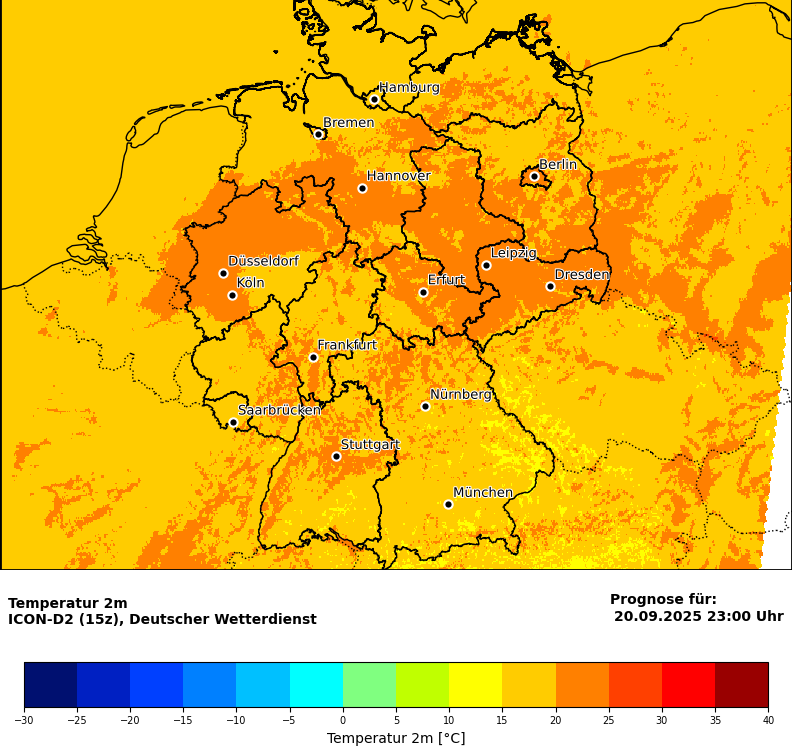 Hamburg
Bremen
Berlin
Hannover
Leipzig
Düsseldorf
Dresden
Köln
Erfurt
Frankfurt
Nürnberg
Saarbrücken
Stuttgart
München
Temperatur 2m
ICON-D2 (15z), Deutscher Wetterdienst
Prognose für:
20.09.2025 23:00 Uhr
−30 −25 −20 −15 −10 −5 0 5 10 15 20 25 30 35 40
Temperatur 2m [°C]